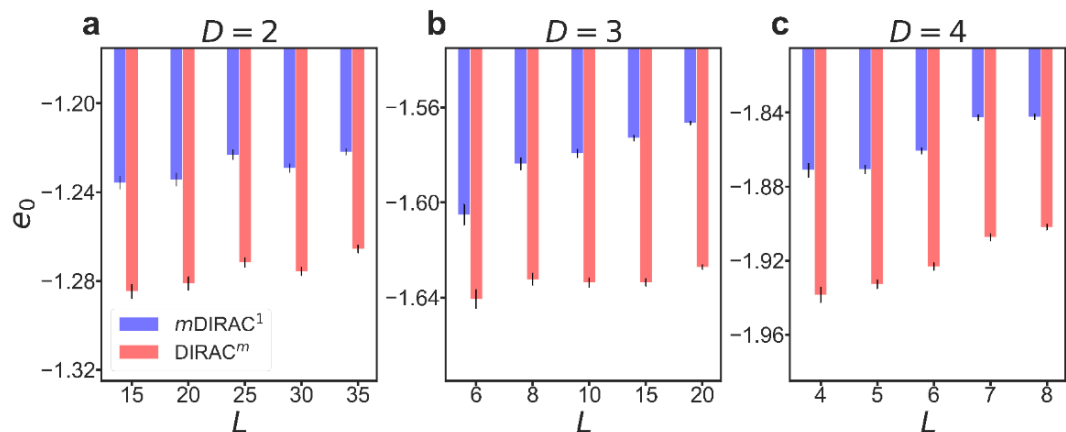 a D = 2
−1.20
−1.24
−1.28
−1.32
e₀
mDIRAC¹
DIRACᵐ
15 20 25 30 35
L
b D = 3
−1.56
−1.60
−1.64
6 8 10 15 20
L
c D = 4
−1.84
−1.88
−1.92
−1.96
4 5 6 7 8
L